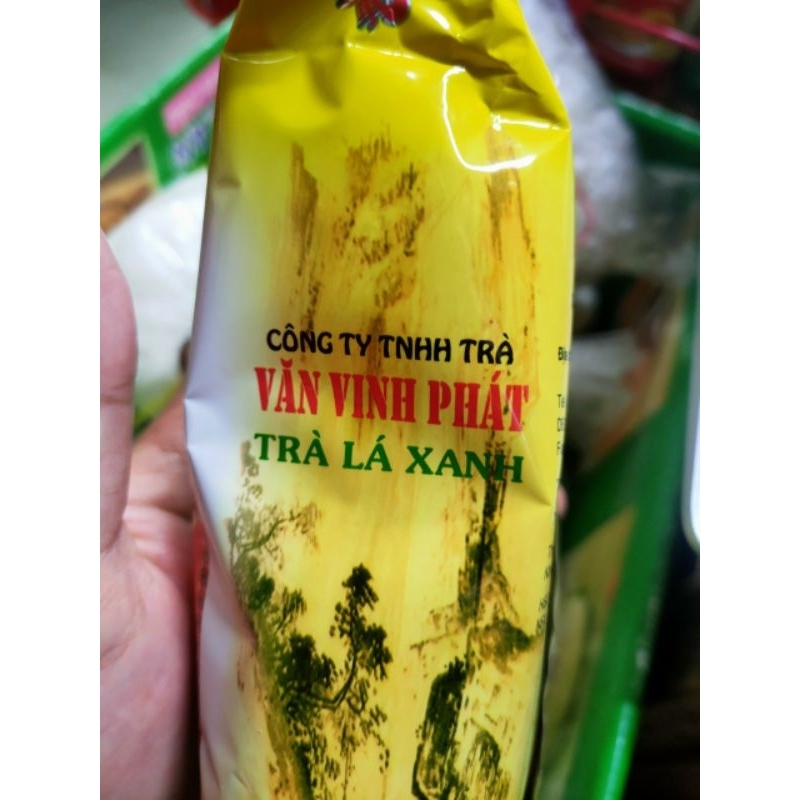 CÔNG TY TNHH TRÀ
VĂN VINH PHÁT
TRÀ LÁ XANH